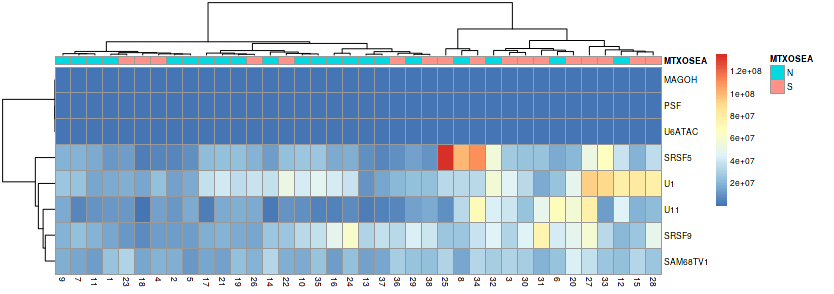 MTXOSEA
MTXOSEA
N
S
1.2e+08
1e+08
8e+07
6e+07
4e+07
2e+07
MAGOH
PSF
U6ATAC
SRSF5
U1
U11
SRSF9
SAM68TV1
9 7 11 1 23 18 4 2 5 17 21 19 26 14 22 10 35 16 24 13 37 36 29 38 25 8 34 32 3 30 31 6 20 27 33 12 15 28